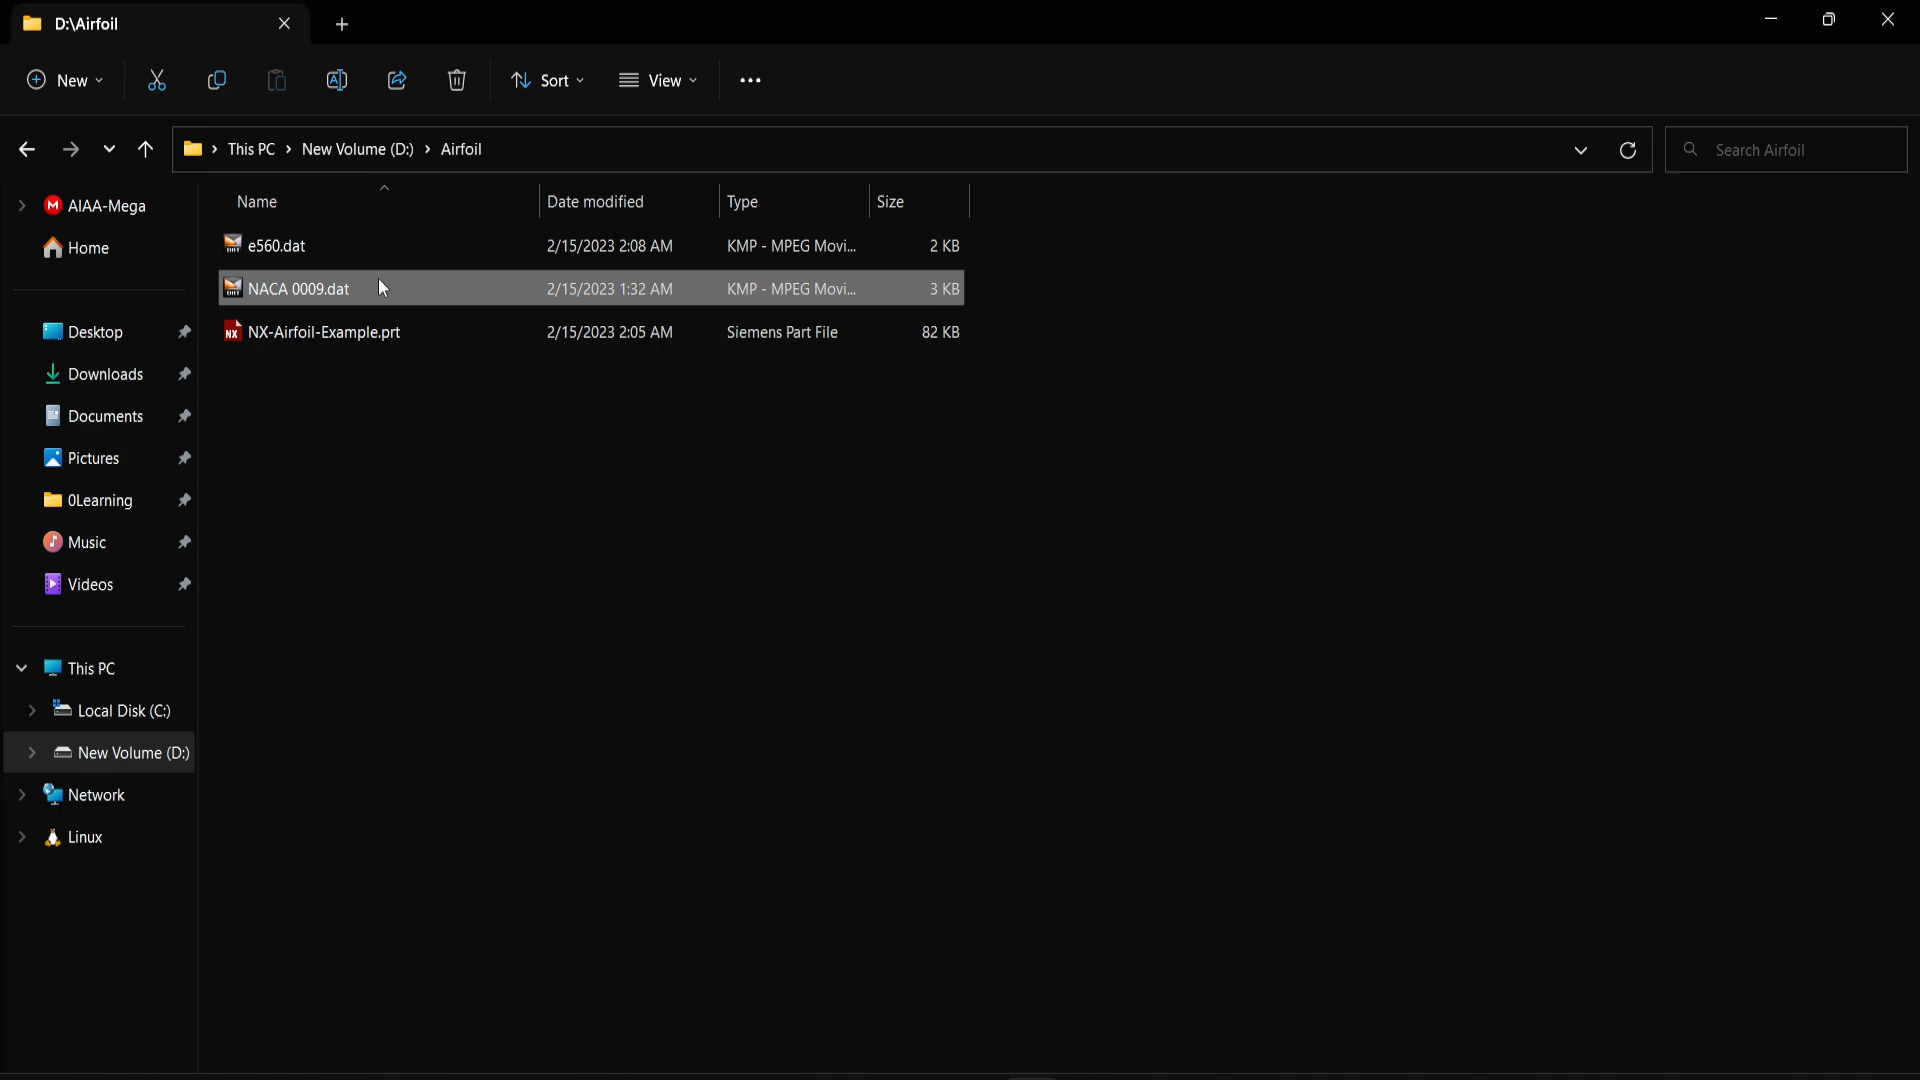 D:\Airfoil
New
Sort
View
This PC > New Volume (D:) > Airfoil
Search Airfoil
AIAA-Mega
Home
Desktop
Downloads
Documents
Pictures
0Learning
Music
Videos
This PC
Local Disk (C:)
New Volume (D:)
Network
Linux
Name Date modified Type Size
e560.dat 2/15/2023 2:08 AM KMP - MPEG Movi... 2 KB
NACA 0009.dat 2/15/2023 1:32 AM KMP - MPEG Movi... 3 KB
NX-Airfoil-Example.prt 2/15/2023 2:05 AM Siemens Part File 82 KB